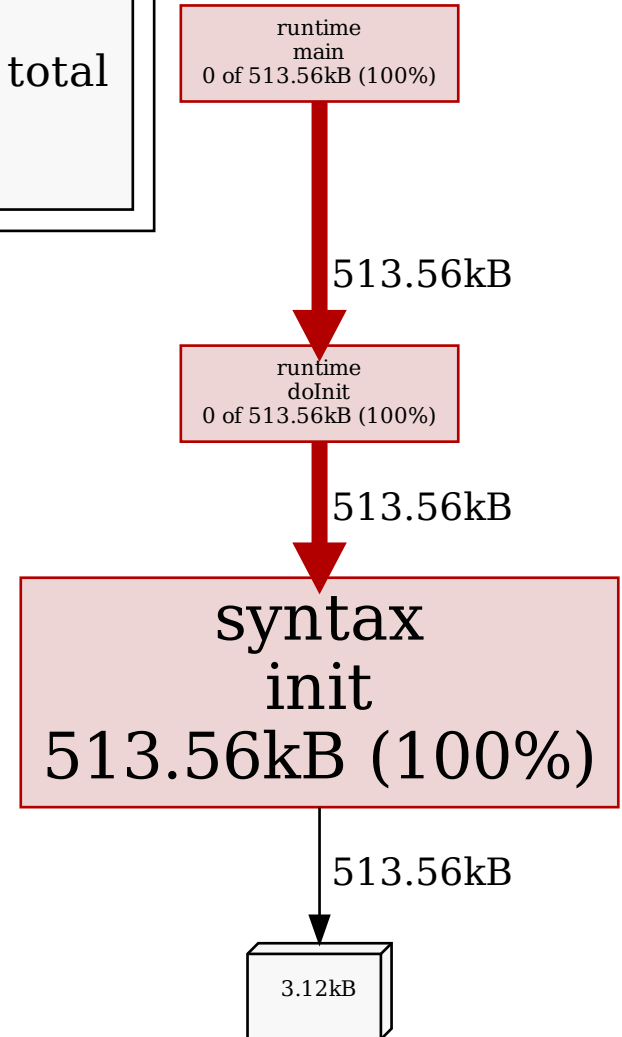 total
runtime
main
0 of 513.56kB (100%)
513.56kB
runtime
doInit
0 of 513.56kB (100%)
513.56kB
syntax
init
513.56kB (100%)
513.56kB
3.12kB